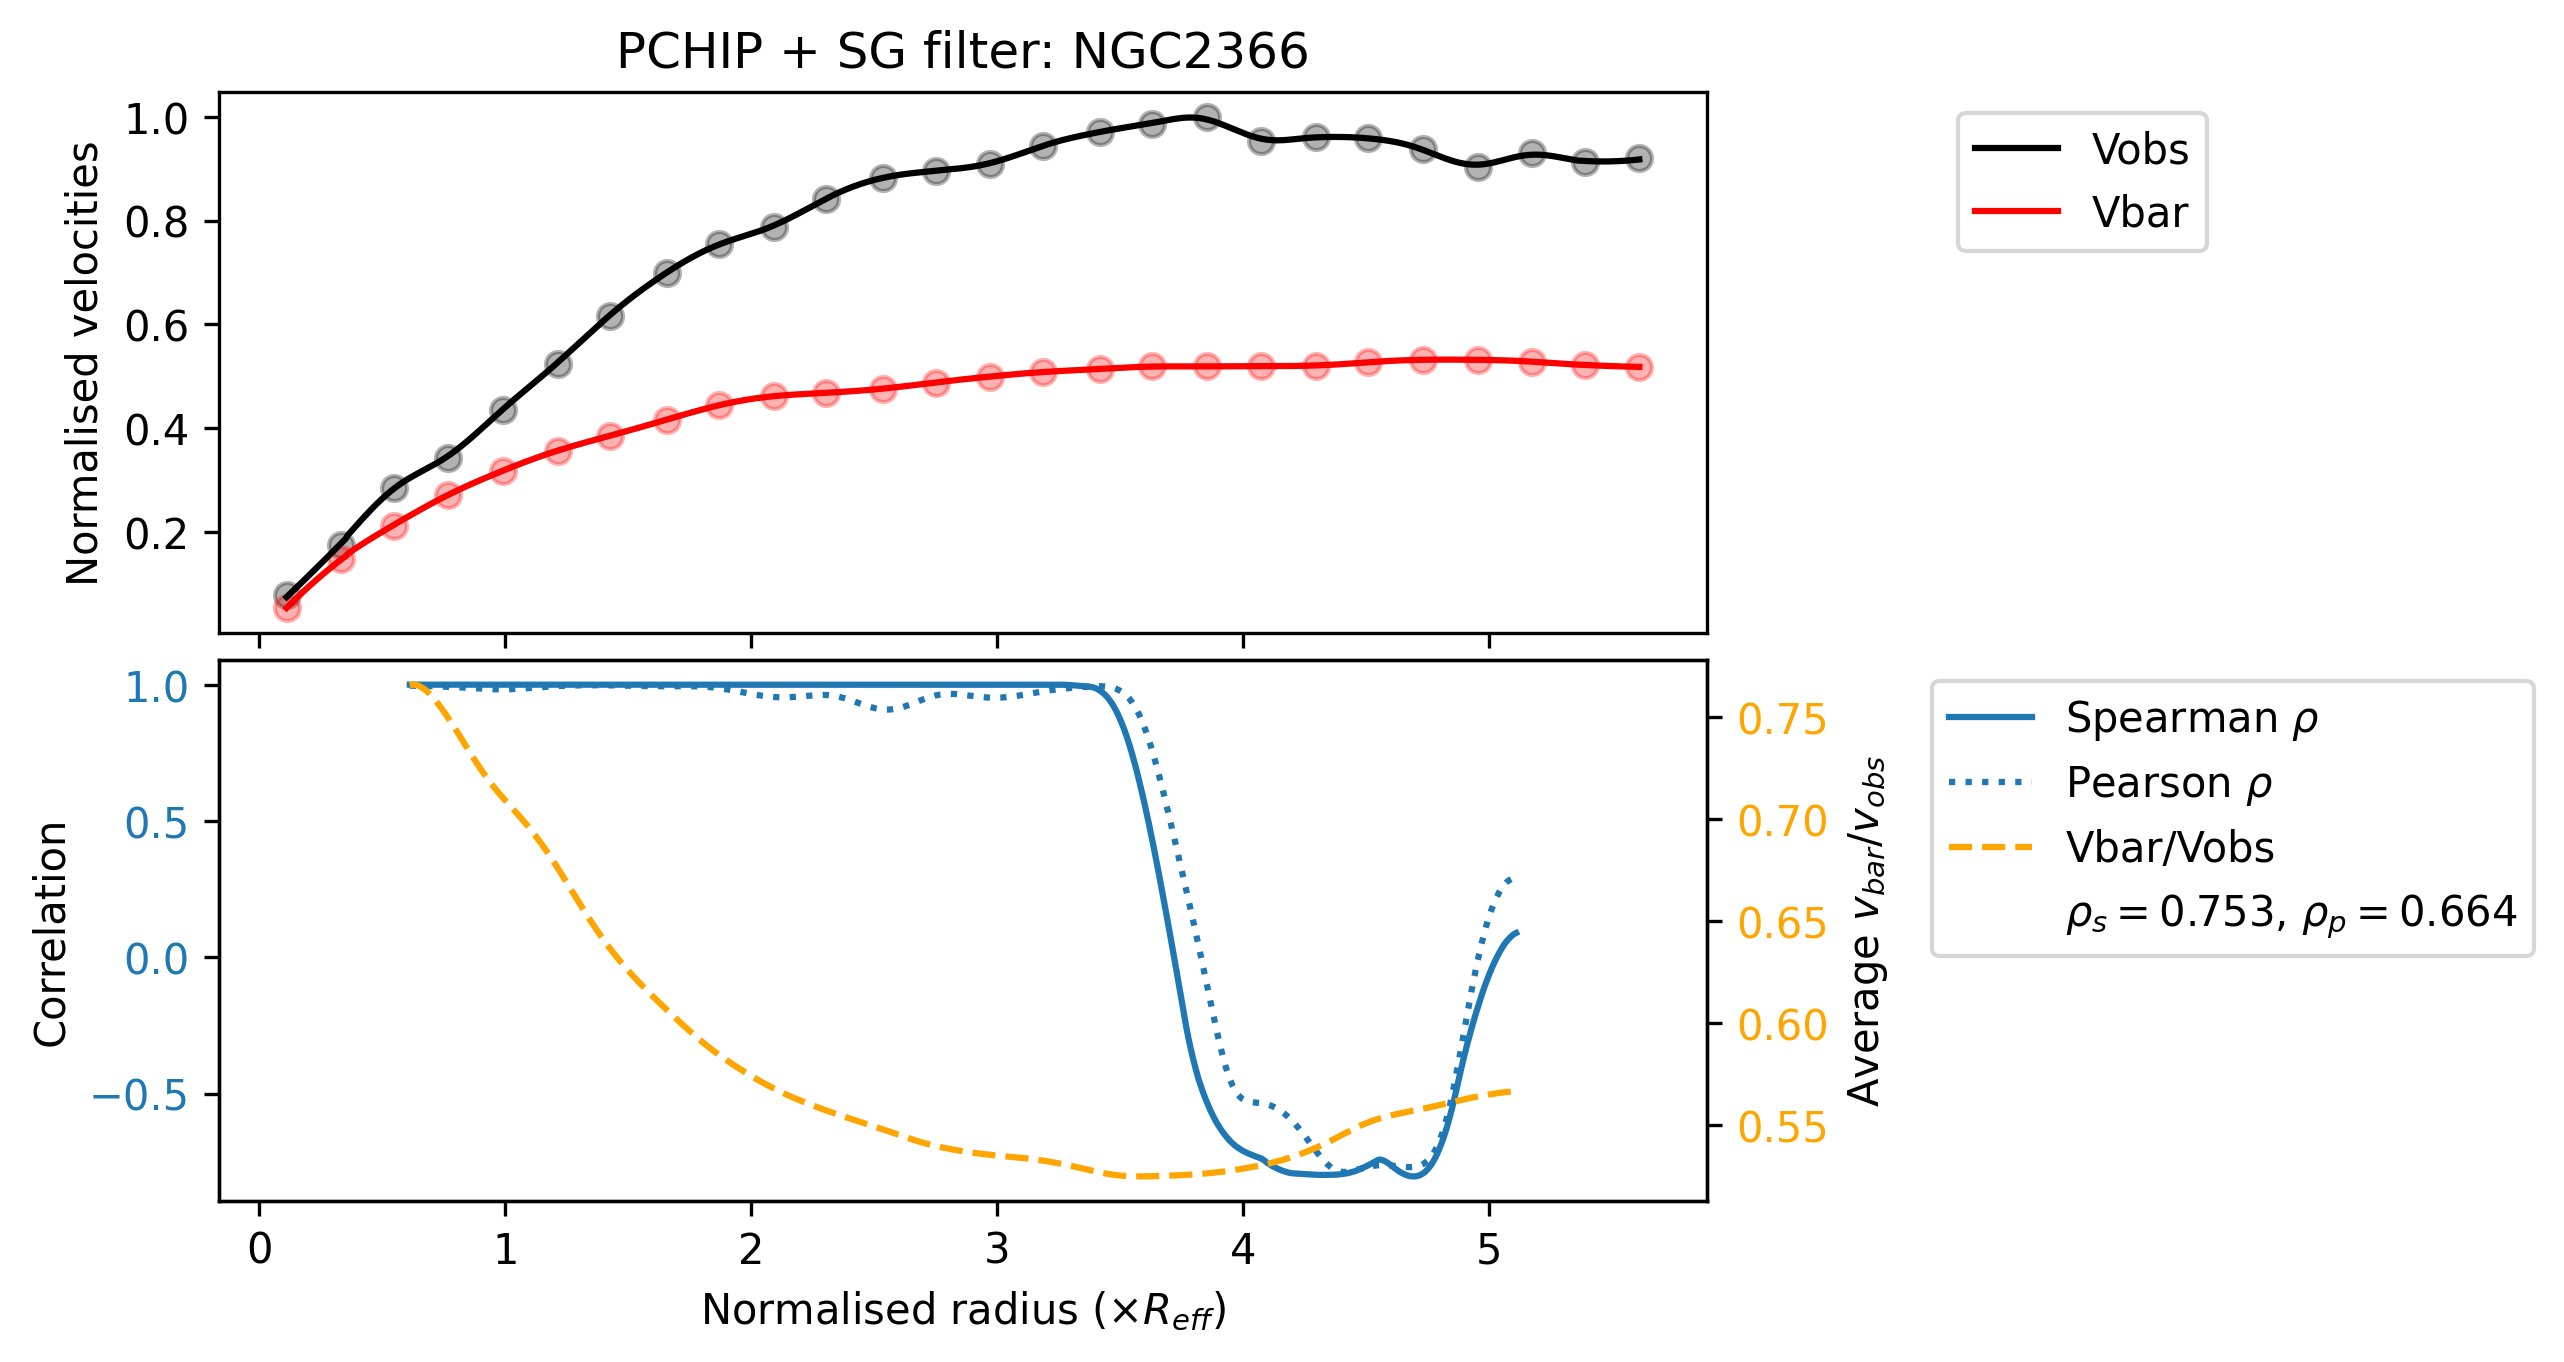 PCHIP + SG filter: NGC2366
Normalised velocities
1.0
0.8
0.6
0.4
0.2
Vobs
Vbar
Correlation
1.0
0.5
0.0
−0.5
0.75
0.70
0.65
0.60
0.55
Average v_bar/v_obs
Spearman ρ
Pearson ρ
Vbar/Vobs
ρ_s = 0.753, ρ_p = 0.664
0 1 2 3 4 5
Normalised radius (×R_eff)